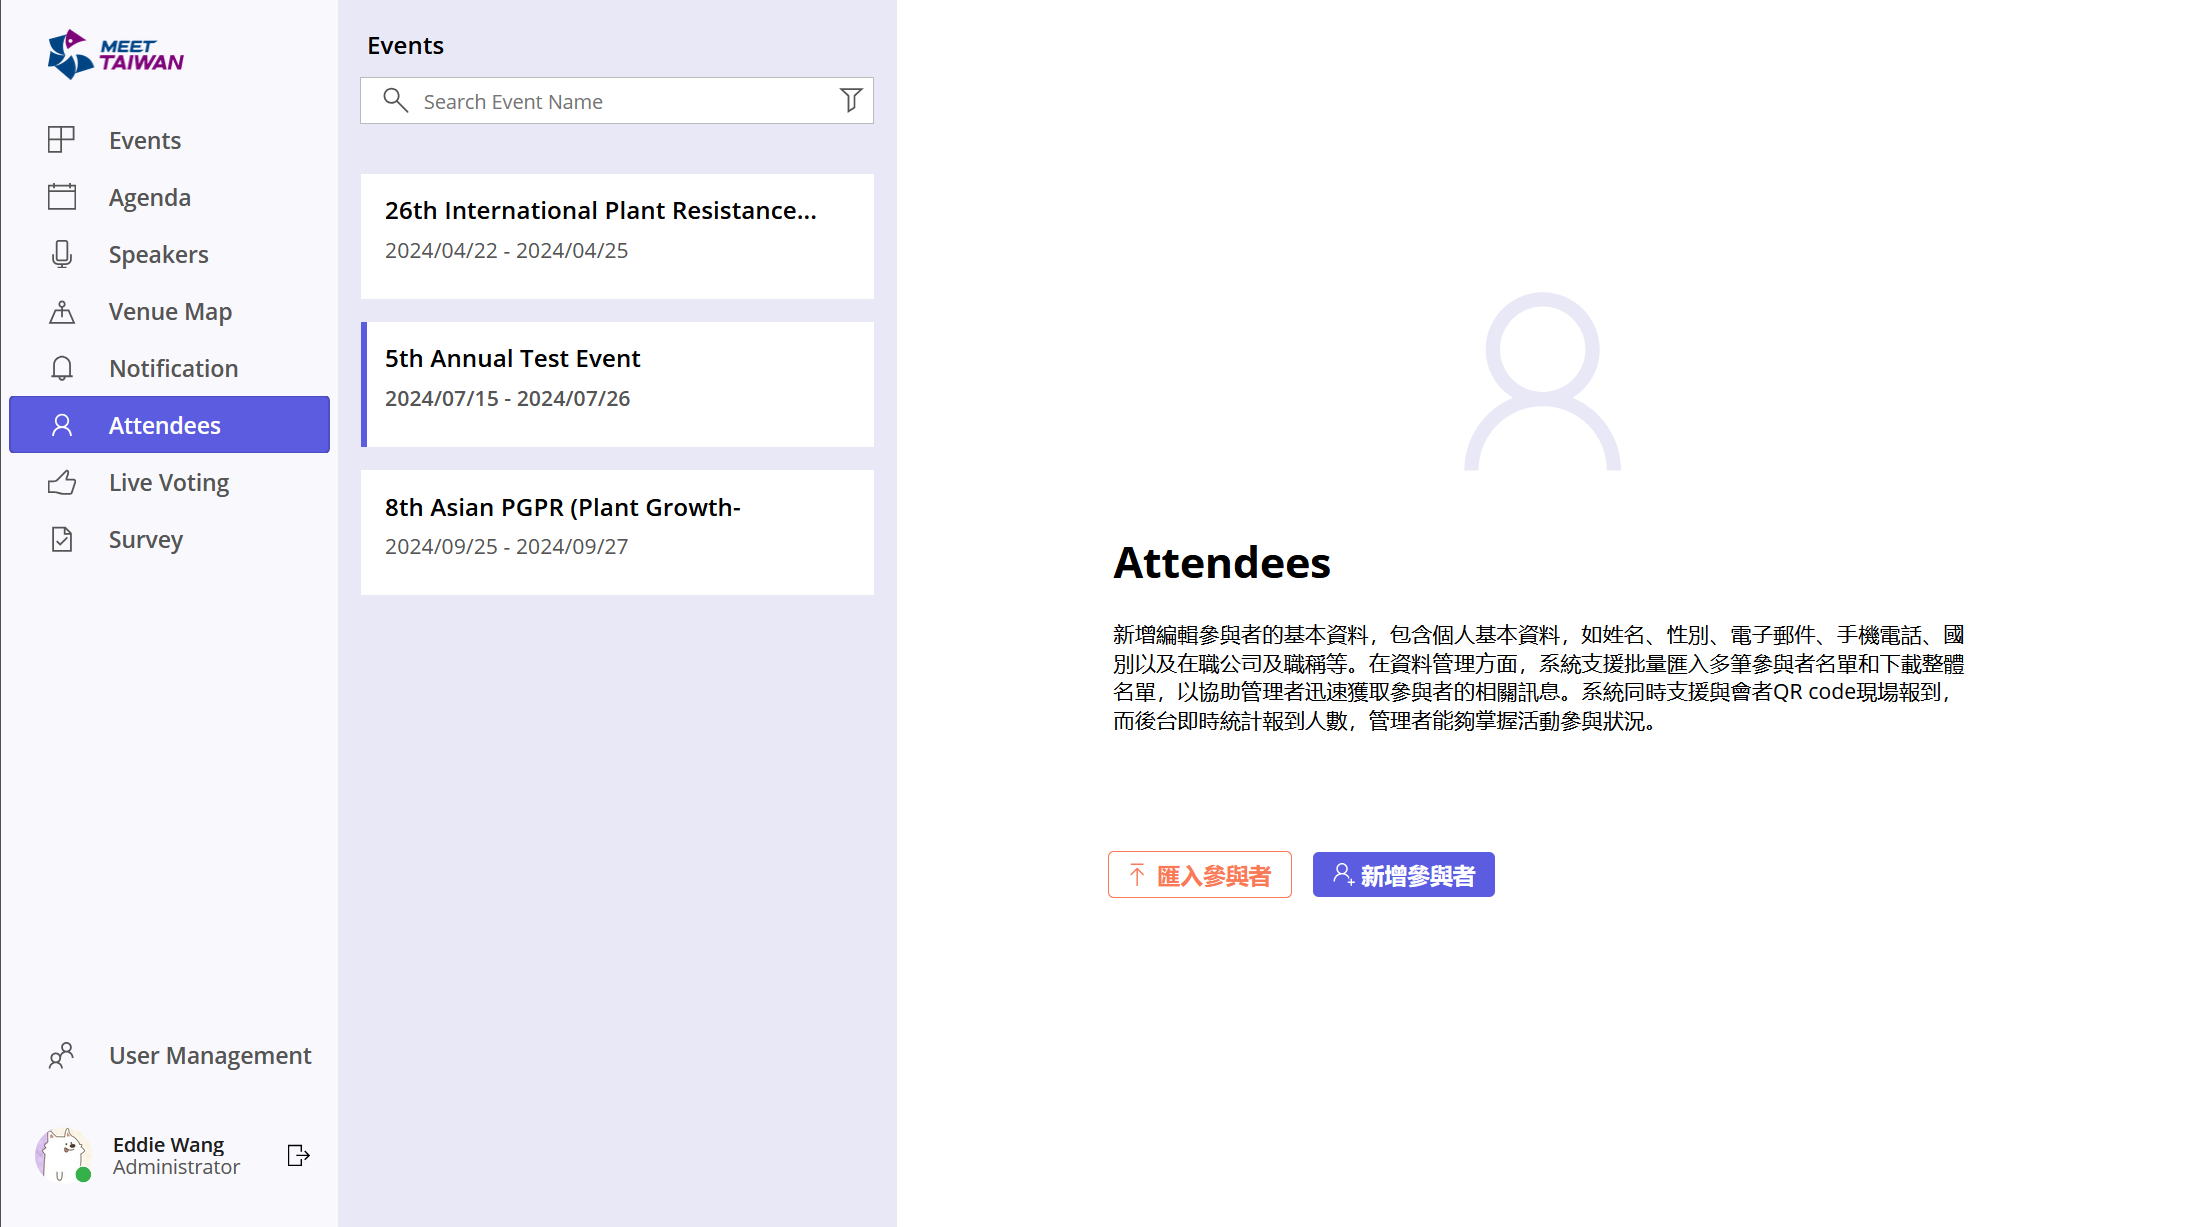 MEET
TAIWAN
Events
Agenda
Speakers
Venue Map
Notification
Attendees
Live Voting
Survey
User Management
Eddie Wang
Administrator
Events
Search Event Name
26th International Plant Resistance...
2024/04/22 - 2024/04/25
5th Annual Test Event
2024/07/15 - 2024/07/26
8th Asian PGPR (Plant Growth-
2024/09/25 - 2024/09/27
Attendees
新增編輯參與者的基本資料，包含個人基本資料，如姓名、性別、電子郵件、手機電話、國
別以及在職公司及職稱等。在資料管理方面，系統支援批量匯入多筆參與者名單和下載整體
名單，以協助管理者迅速獲取參與者的相關訊息。系統同時支援與會者QR code現場報到，
而後台即時統計報到人數，管理者能夠掌握活動參與狀況。
匯入參與者
新增參與者